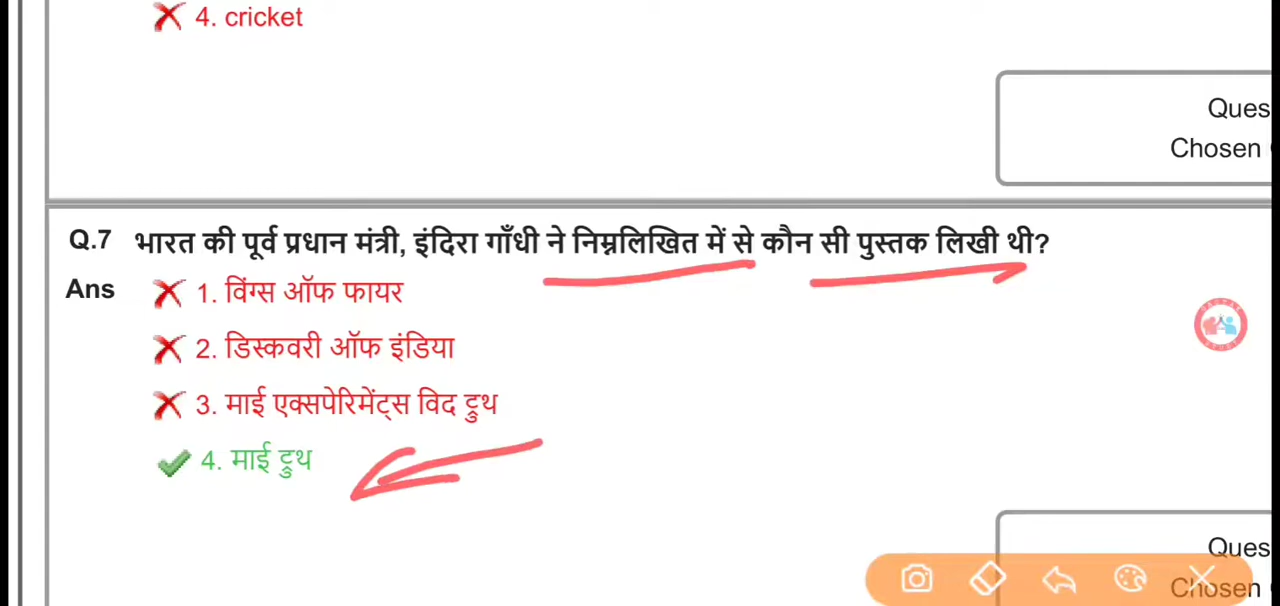 4. cricket
Ques
Chosen
Q.7 भारत की पूर्व प्रधान मंत्री, इंदिरा गाँधी ने निम्नलिखित में से कौन सी पुस्तक लिखी थी?
Ans 1. विंग्स ऑफ फायर
2. डिस्कवरी ऑफ इंडिया
3. माई एक्सपेरिमेंट्स विद ट्रुथ
4. माई ट्रुथ
Ques
Chosen